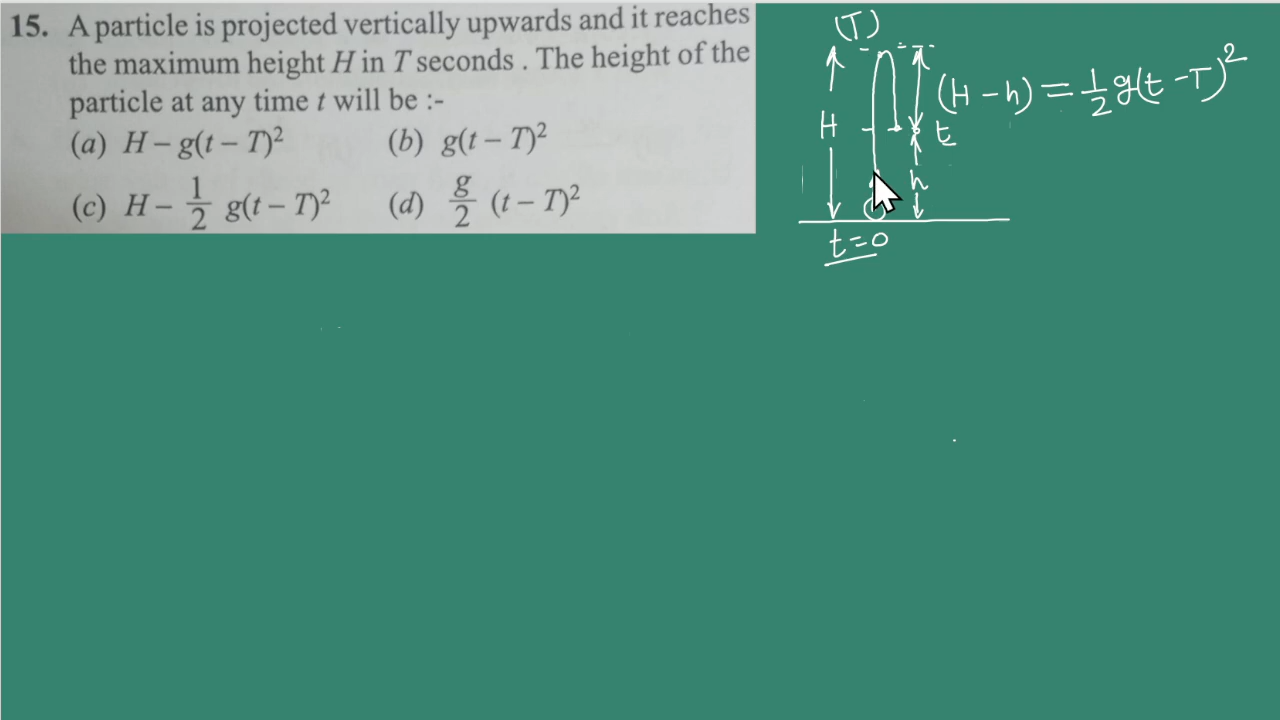 15. A particle is projected vertically upwards and it reaches
the maximum height H in T seconds . The height of the
particle at any time t will be :-
(a) H – g(t – T)² (b) g(t – T)²
(c) H – 1/2 g(t – T)² (d) g/2 (t – T)²
(T)
(H – h) = 1/2 g(t – T)²
H
t
h
t = 0